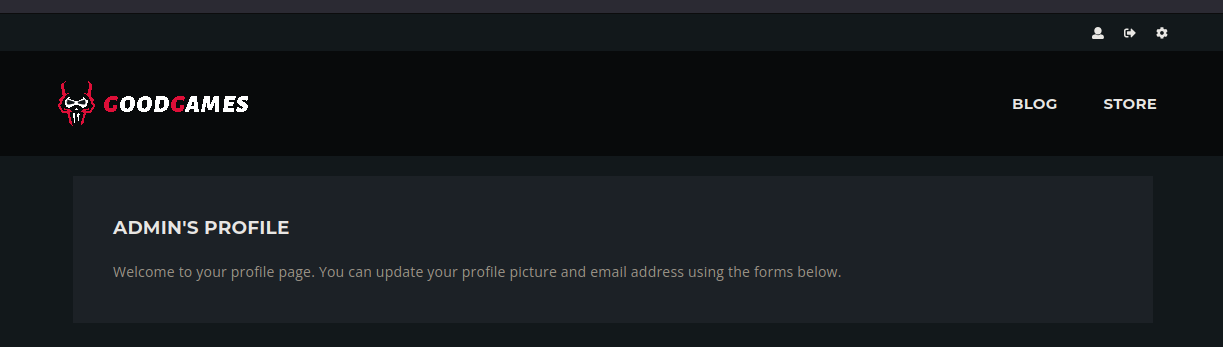 GOODGAMES
BLOG STORE
ADMIN'S PROFILE
Welcome to your profile page. You can update your profile picture and email address using the forms below.